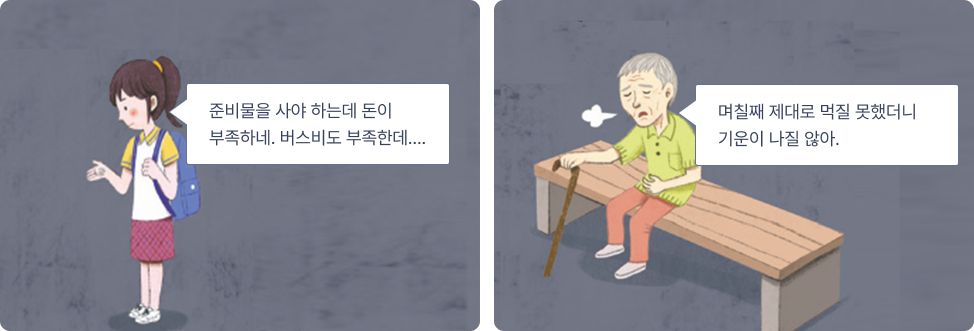 준비물을 사야 하는데 돈이
부족하네. 버스비도 부족한데....
며칠째 제대로 먹질 못했더니
기운이 나질 않아.